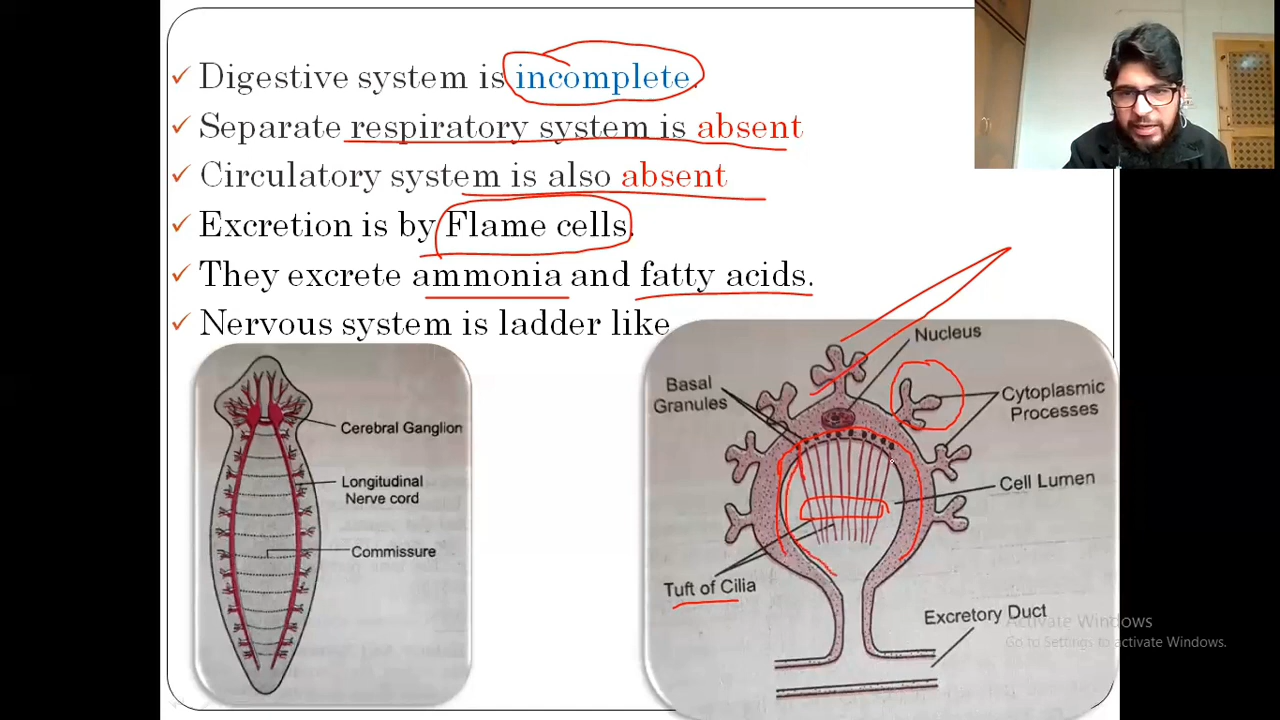 Digestive system is incomplete.
Separate respiratory system is absent
Circulatory system is also absent
Excretion is by Flame cells.
They excrete ammonia and fatty acids.
Nervous system is ladder like
Cerebral Ganglion
Longitudinal
Nerve cord
Commissure
Nucleus
Basal
Granules
Cytoplasmic
Processes
Cell Lumen
Tuft of Cilia
Excretory Duct
Activate Windows
Go to Settings to activate Windows.